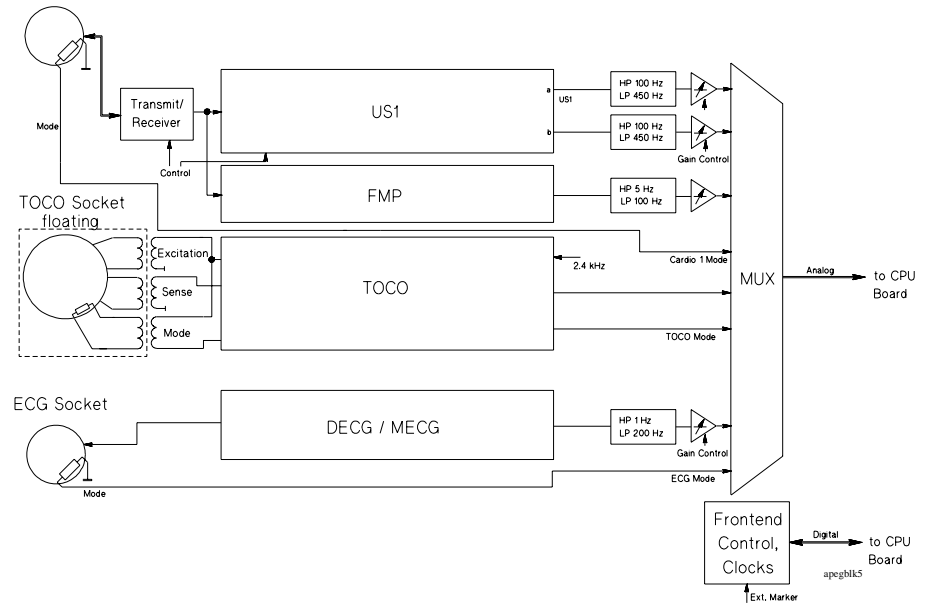 HP 100 Hz
LP 450 Hz
a
US1
US1
Transmit/
Receiver
Mode
b
HP 100 Hz
LP 450 Hz
Gain Control
Control
FMP
HP 5 Hz
LP 100 Hz
TOCO Socket
floating
Excitation
2.4 kHz
Cardio 1 Mode
MUX
Analog
to CPU
Board
Sense
TOCO
Mode
TOCO Mode
ECG Socket
DECG / MECG
HP 1 Hz
LP 200 Hz
Gain Control
ECG Mode
Mode
Frontend
Control,
Clocks
Digital
to CPU
Board
apegblk5
Ext. Marker